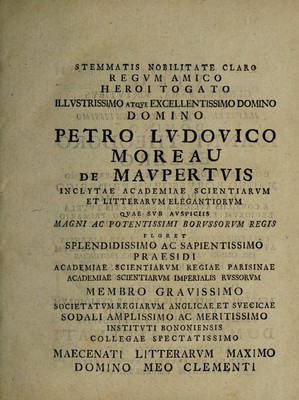 STEMMATIS NOBILITATE CLARO
REGVM AMICO
HEROI TOGATO
ILLVSTRISSIMO ATQVE EXCELLENTISSIMO DOMINO
DOMINO
PETRO LVDOVICO
MOREAU
DE MAVPERTVIS
INCLYTAE ACADEMIAE SCIENTIARVM
ET LITTERARVM ELEGANTIORVM
QVAE SVB AVSPICIIS
MAGNI AC POTENTISSIMI BORVSSORVM REGIS
FLORET
SPLENDIDISSIMO AC SAPIENTISSIMO
PRAESIDI
ACADEMIAE SCIENTIARVM REGIAE PARISINAE
ACADEMIAE SCIENTIARVM IMPERIALIS RVSSORVM
MEMBRO GRAVISSIMO
SOCIETATVM REGIARVM ANGLICAE ET SVECICAE
SODALI AMPLISSIMO AC MERITISSIMO
INSTITVTI BONONIENSIS
COLLEGAE SPECTATISSIMO
MAECENATI LITTERARVM MAXIMO
DOMINO MEO CLEMENTI